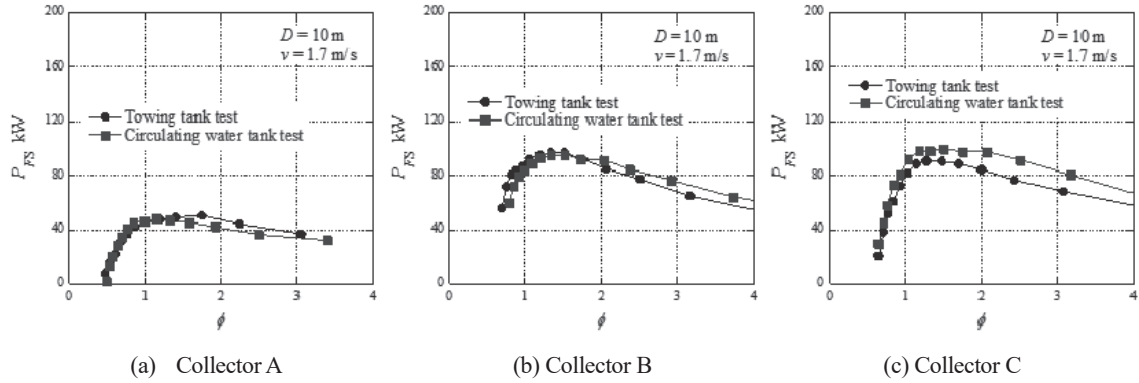 200
160
120
80
40
0
P_FS kW
D = 10 m
v = 1.7 m/s
Towing tank test
Circulating water tank test
0 1 2 3 4
ϕ
(a) Collector A
200
160
120
80
40
0
P_FS kW
D = 10 m
v = 1.7 m/s
Towing tank test
Circulating water tank test
0 1 2 3 4
ϕ
(b) Collector B
200
160
120
80
40
0
P_FS kW
D = 10 m
v = 1.7 m/s
Towing tank test
Circulating water tank test
0 1 2 3 4
ϕ
(c) Collector C